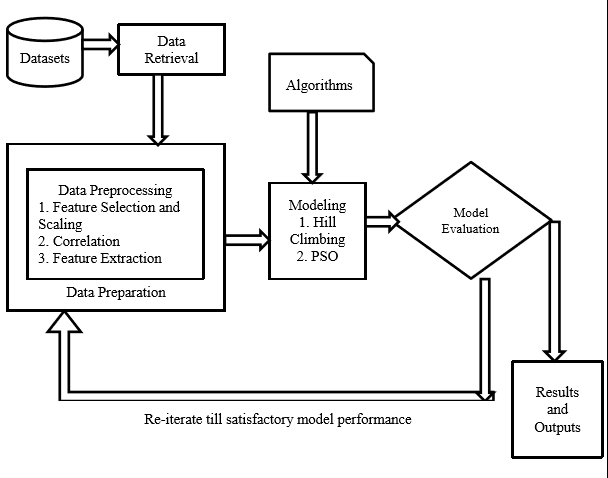 Datasets
Data
Retrieval
Algorithms
Data Preprocessing
1. Feature Selection and
Scaling
2. Correlation
3. Feature Extraction
Data Preparation
Modeling
1. Hill
Climbing
2. PSO
Model
Evaluation
Results
and
Outputs
Re-iterate till satisfactory model performance